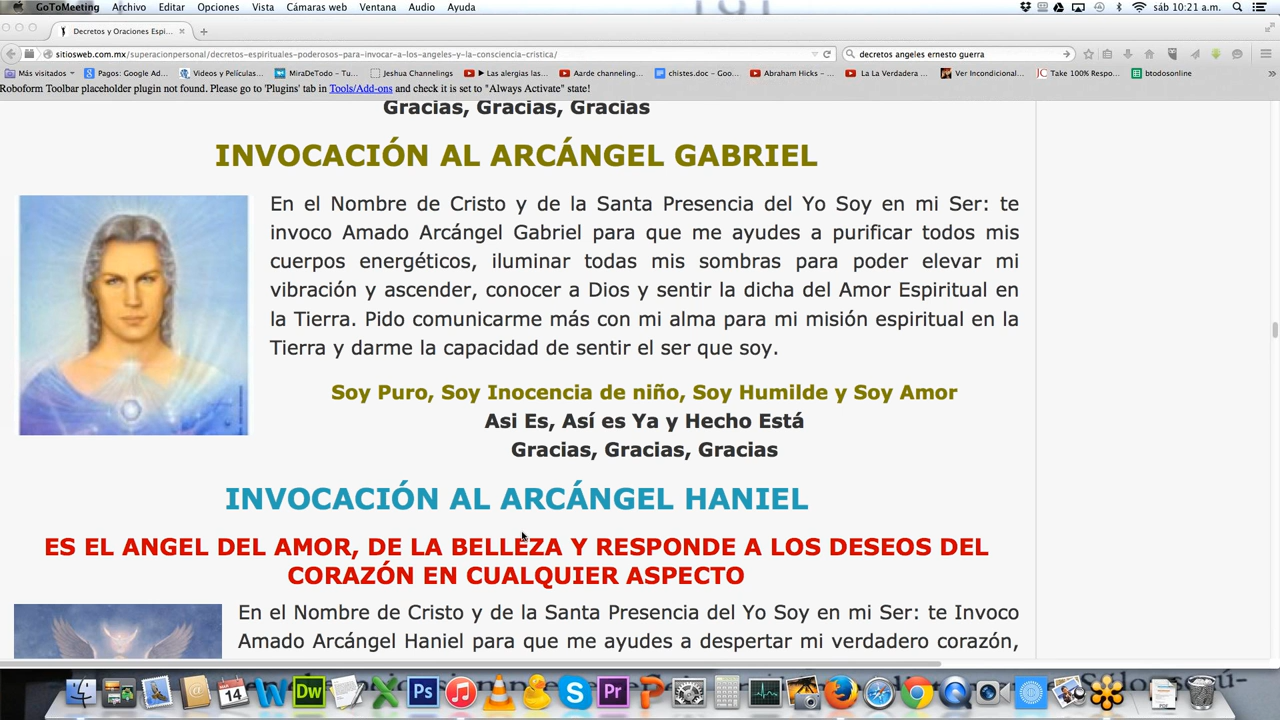 GoToMeeting Archivo Editar Opciones Vista Cámaras web Ventana Audio Ayuda sáb 10:21 a.m.
Decretos y Oraciones Espi...
sitiosweb.com.mx/superacionpersonal/decretos-espirituales-poderosos-para-invocar-a-los-angeles-y-la-consciencia-cristica/ decretos angeles ernesto guerra
Más visitados Pagos: Google Ad... Videos y Películas... MiraDeTodo - Tu... Jeshua Channelings ▶ Las alergias las... Aarde channeling... chistes.doc - Goo... Abraham Hicks - ... La La Verdadera ... Ver Incondicional... Take 100% Respo... btodosonline
Roboform Toolbar placeholder plugin not found. Please go to 'Plugins' tab in Tools/Add-ons and check it is set to "Always Activate" state!
Gracias, Gracias, Gracias
INVOCACIÓN AL ARCÁNGEL GABRIEL
En el Nombre de Cristo y de la Santa Presencia del Yo Soy en mi Ser: te
invoco Amado Arcángel Gabriel para que me ayudes a purificar todos mis
cuerpos energéticos, iluminar todas mis sombras para poder elevar mi
vibración y ascender, conocer a Dios y sentir la dicha del Amor Espiritual en
la Tierra. Pido comunicarme más con mi alma para mi misión espiritual en la
Tierra y darme la capacidad de sentir el ser que soy.
Soy Puro, Soy Inocencia de niño, Soy Humilde y Soy Amor
Asi Es, Así es Ya y Hecho Está
Gracias, Gracias, Gracias
INVOCACIÓN AL ARCÁNGEL HANIEL
ES EL ANGEL DEL AMOR, DE LA BELLEZA Y RESPONDE A LOS DESEOS DEL
CORAZÓN EN CUALQUIER ASPECTO
En el Nombre de Cristo y de la Santa Presencia del Yo Soy en mi Ser: te Invoco
Amado Arcángel Haniel para que me ayudes a despertar mi verdadero corazón,
14 Dw Ps Pr